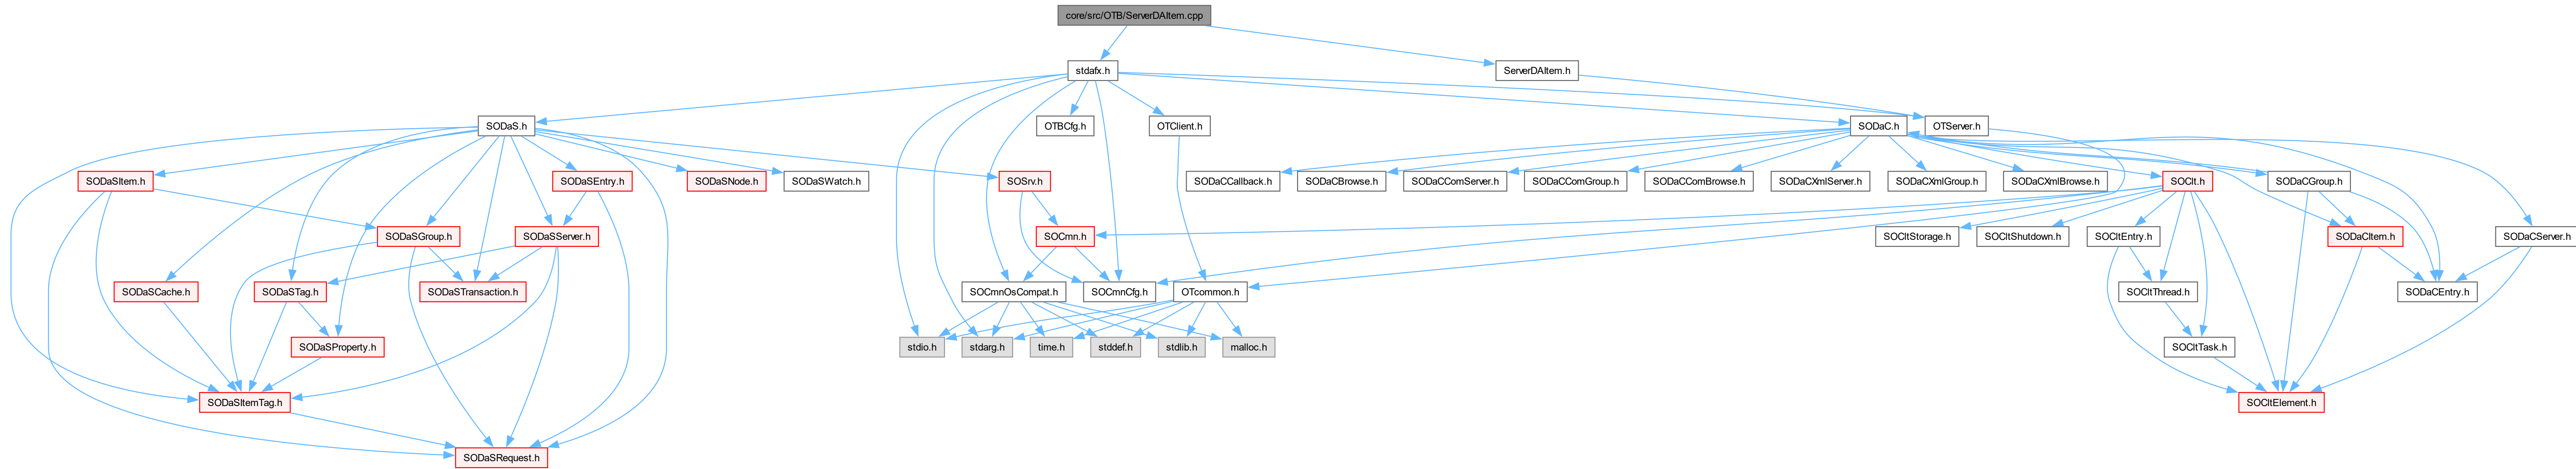 core/src/OTB/ServerDAItem.cpp
stdafx.h
ServerDAItem.h
SODaS.h
OTBCfg.h
OTClient.h
SODaC.h
OTServer.h
SODaSItem.h
SODaSEntry.h
SODaSNode.h
SODaSWatch.h
SOSrv.h
SODaCCallback.h
SODaCBrowse.h
SODaCComServer.h
SODaCComGroup.h
SODaCComBrowse.h
SODaCXmlServer.h
SODaCXmlGroup.h
SODaCXmlBrowse.h
SOClt.h
SODaCGroup.h
SODaSGroup.h
SODaSServer.h
SOCmn.h
SOCltStorage.h
SOCltShutdown.h
SOCltEntry.h
SODaCItem.h
SODaCServer.h
SODaSCache.h
SODaSTag.h
SODaSTransaction.h
SOCmnOsCompat.h
SOCmnCfg.h
OTcommon.h
SOCltThread.h
SODaCEntry.h
SODaSProperty.h
stdio.h
stdarg.h
time.h
stddef.h
stdlib.h
malloc.h
SOCltTask.h
SODaSItemTag.h
SOCltElement.h
SODaSRequest.h